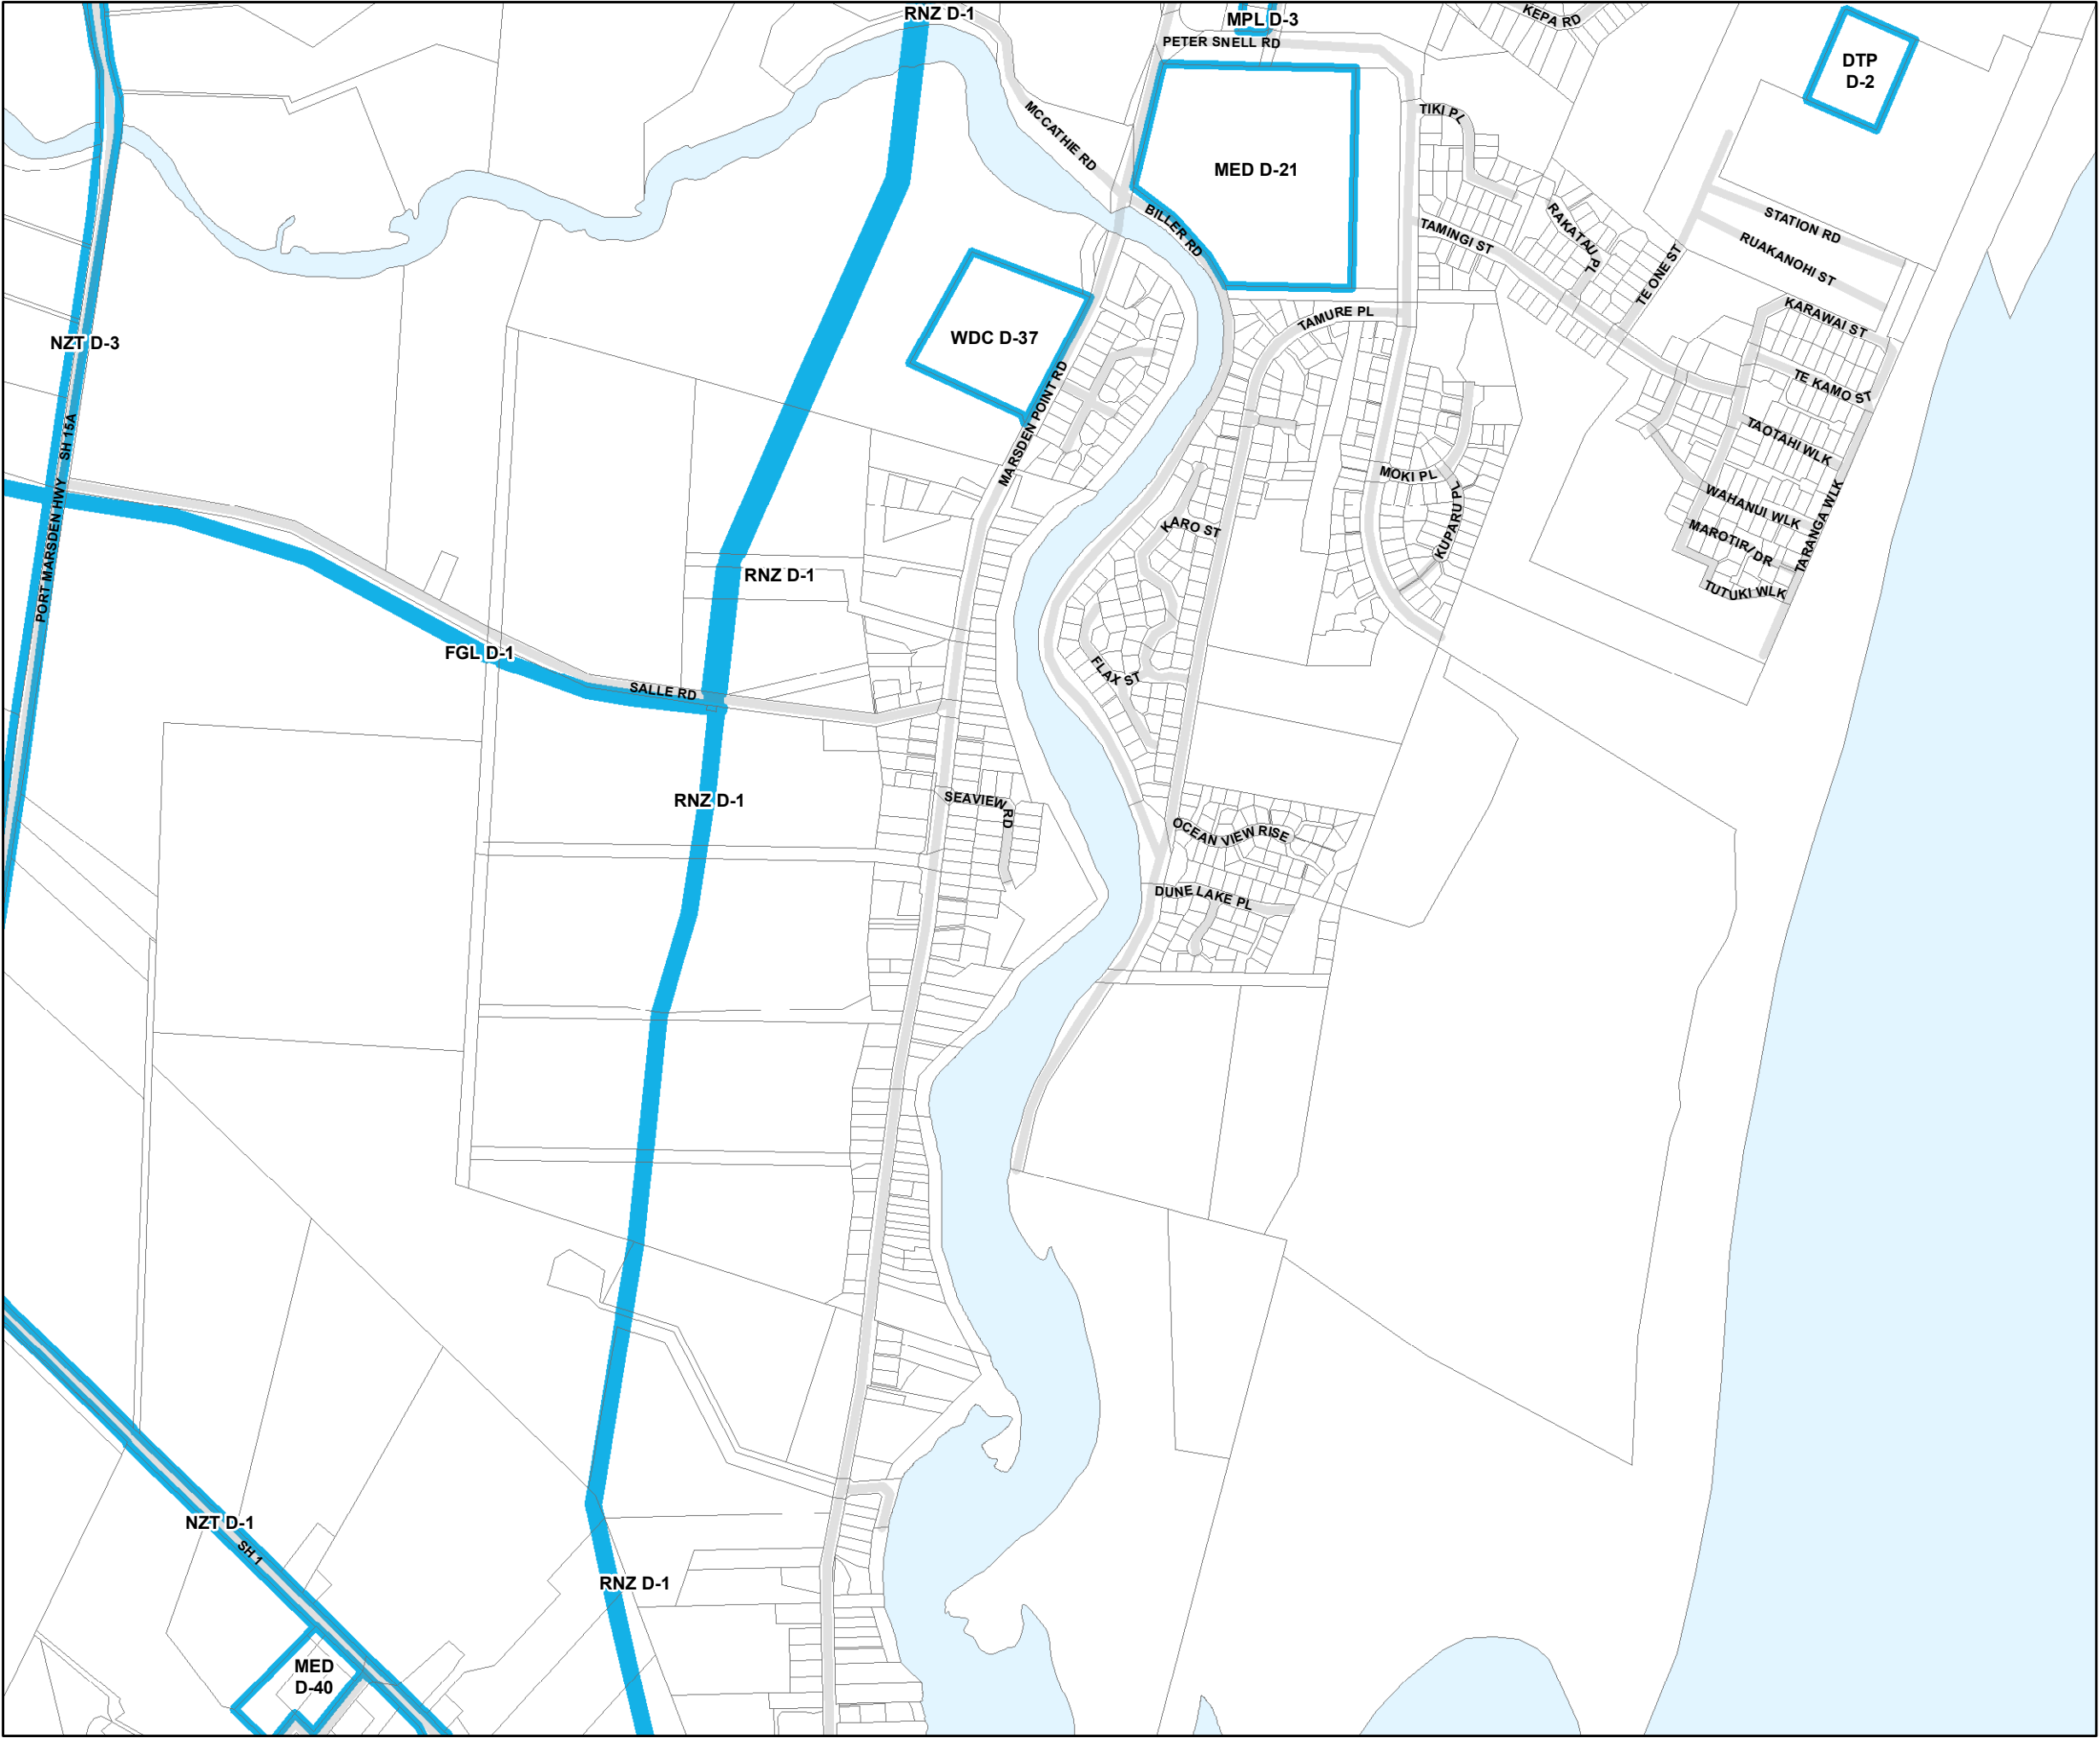 RNZ D-1
MPL D-3
KEPA RD
PETER SNELL RD
DTP
D-2
TIKI PL
MCCATHIE RD
MED D-21
BILLER RD
RAKATAU PL
STATION RD
TAMINGI ST
RUAKANOHI ST
TE ONE ST
KARAWAI ST
TAMURE PL
WDC D-37
NZT D-3
TE KAMO ST
MARSDEN POINT RD
SH 15A
TAOTAHI WLK
MOKI PL
WAHANUI WLK
KUPARU PL
KARO ST
MAROTIRI DR
TARANGA WLK
PORT MARSDEN HWY
RNZ D-1
TUTUKI WLK
FGL D-1
FLAX ST
SALLE RD
RNZ D-1
SEAVIEW RD
OCEAN VIEW RISE
DUNE LAKE PL
NZT D-1
SH 1
RNZ D-1
MED
D-40